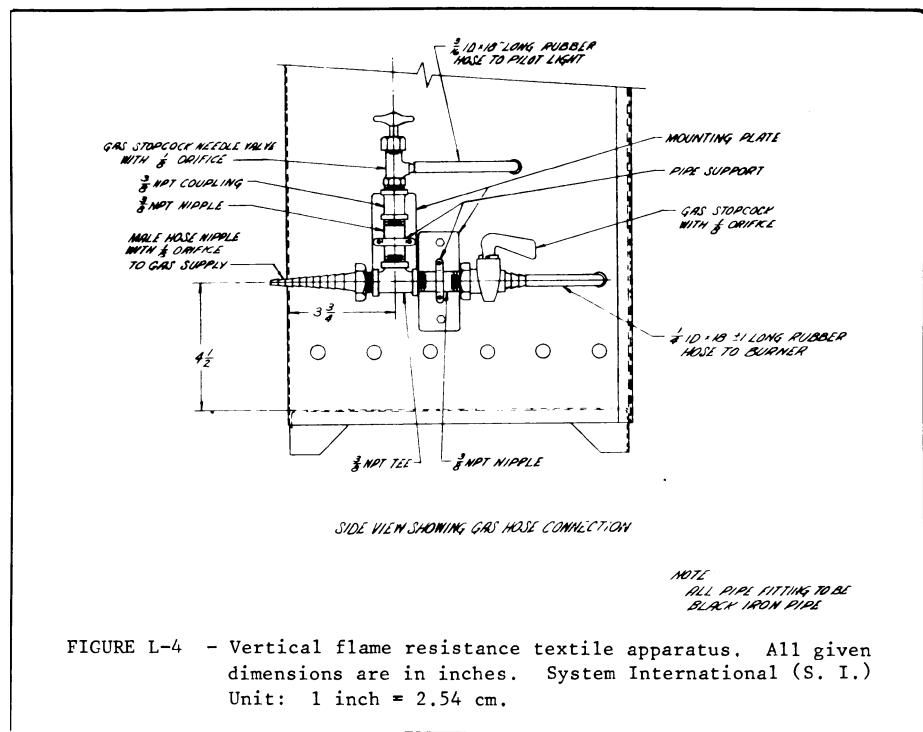 3/16 ID × 18" LONG RUBBER
HOSE TO PILOT LIGHT
GAS STOPCOCK NEEDLE VALVE
WITH 1/8 ORIFICE
3/8 NPT COUPLING
3/8 NPT NIPPLE
MALE HOSE NIPPLE
WITH 1/8 ORIFICE
TO GAS SUPPLY
MOUNTING PLATE
PIPE SUPPORT
GAS STOPCOCK
WITH 1/8 ORIFICE
3 3/4
4 1/2
1/4 ID × 18 ±1 LONG RUBBER
HOSE TO BURNER
3/8 NPT TEE
3/8 NPT NIPPLE
SIDE VIEW SHOWING GAS HOSE CONNECTION
NOTE
ALL PIPE FITTING TO BE
BLACK IRON PIPE
FIGURE L-4 - Vertical flame resistance textile apparatus. All given
dimensions are in inches. System International (S. I.)
Unit: 1 inch = 2.54 cm.